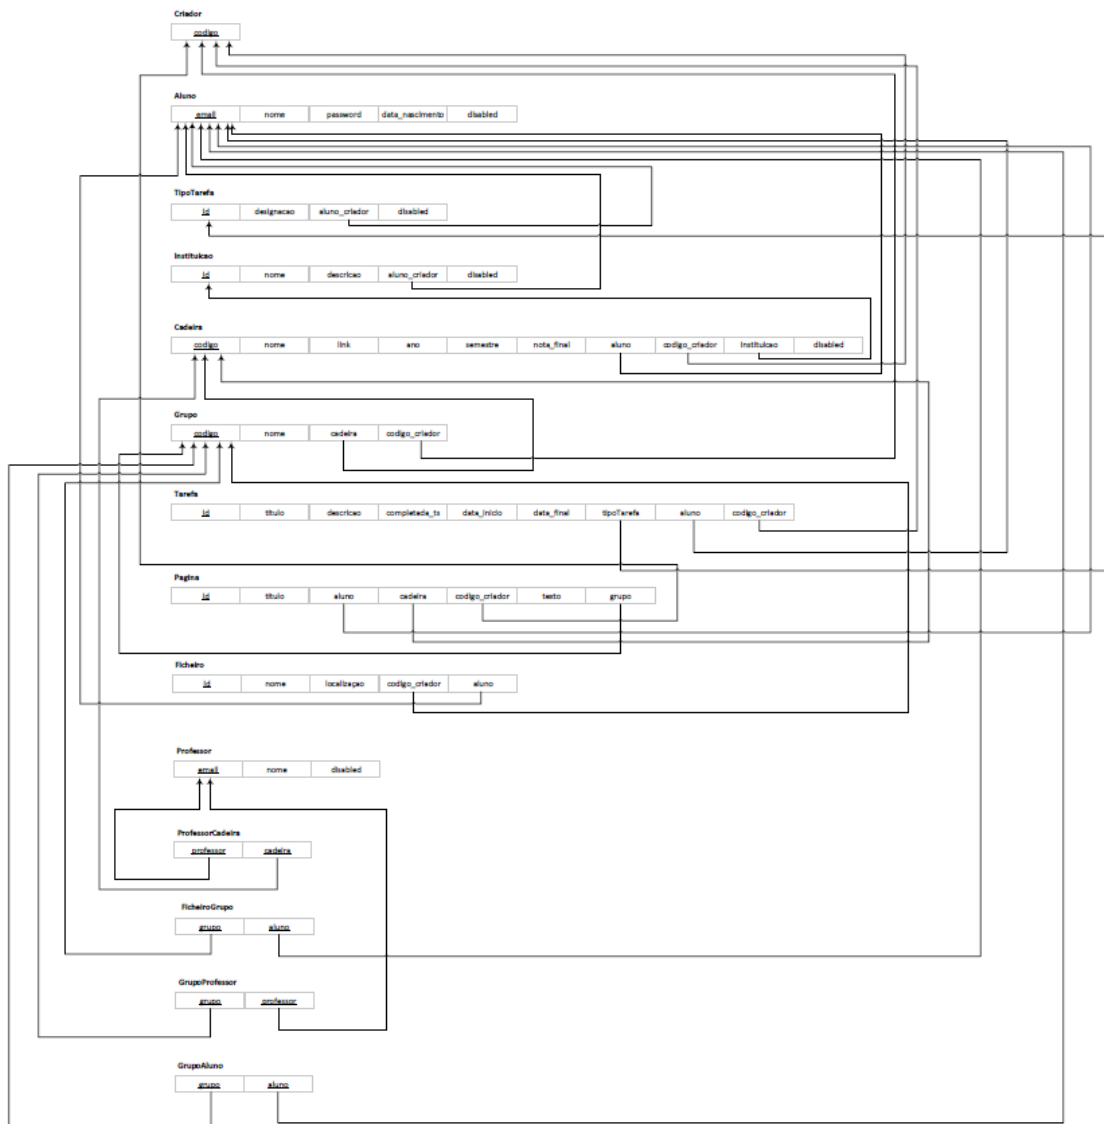 Criador
codigo
Aluno
email nome password data_nascimento disabled
TipoTarefa
id designacao aluno_criador disabled
Instituicao
id nome descricao aluno_criador disabled
Cadeira
codigo nome link ano semestre nota_final aluno codigo_criador instituicao disabled
Grupo
codigo nome cadeira codigo_criador
Tarefa
id titulo descricao completada_ts data_inicio data_final tipoTarefa aluno codigo_criador
Pagina
id titulo aluno cadeira codigo_criador texto grupo
Ficheiro
id nome localizaçao codigo_criador aluno
Professor
email nome disabled
ProfessorCadeira
professor cadeira
FicheiroGrupo
grupo aluno
GrupoProfessor
grupo professor
GrupoAluno
grupo aluno